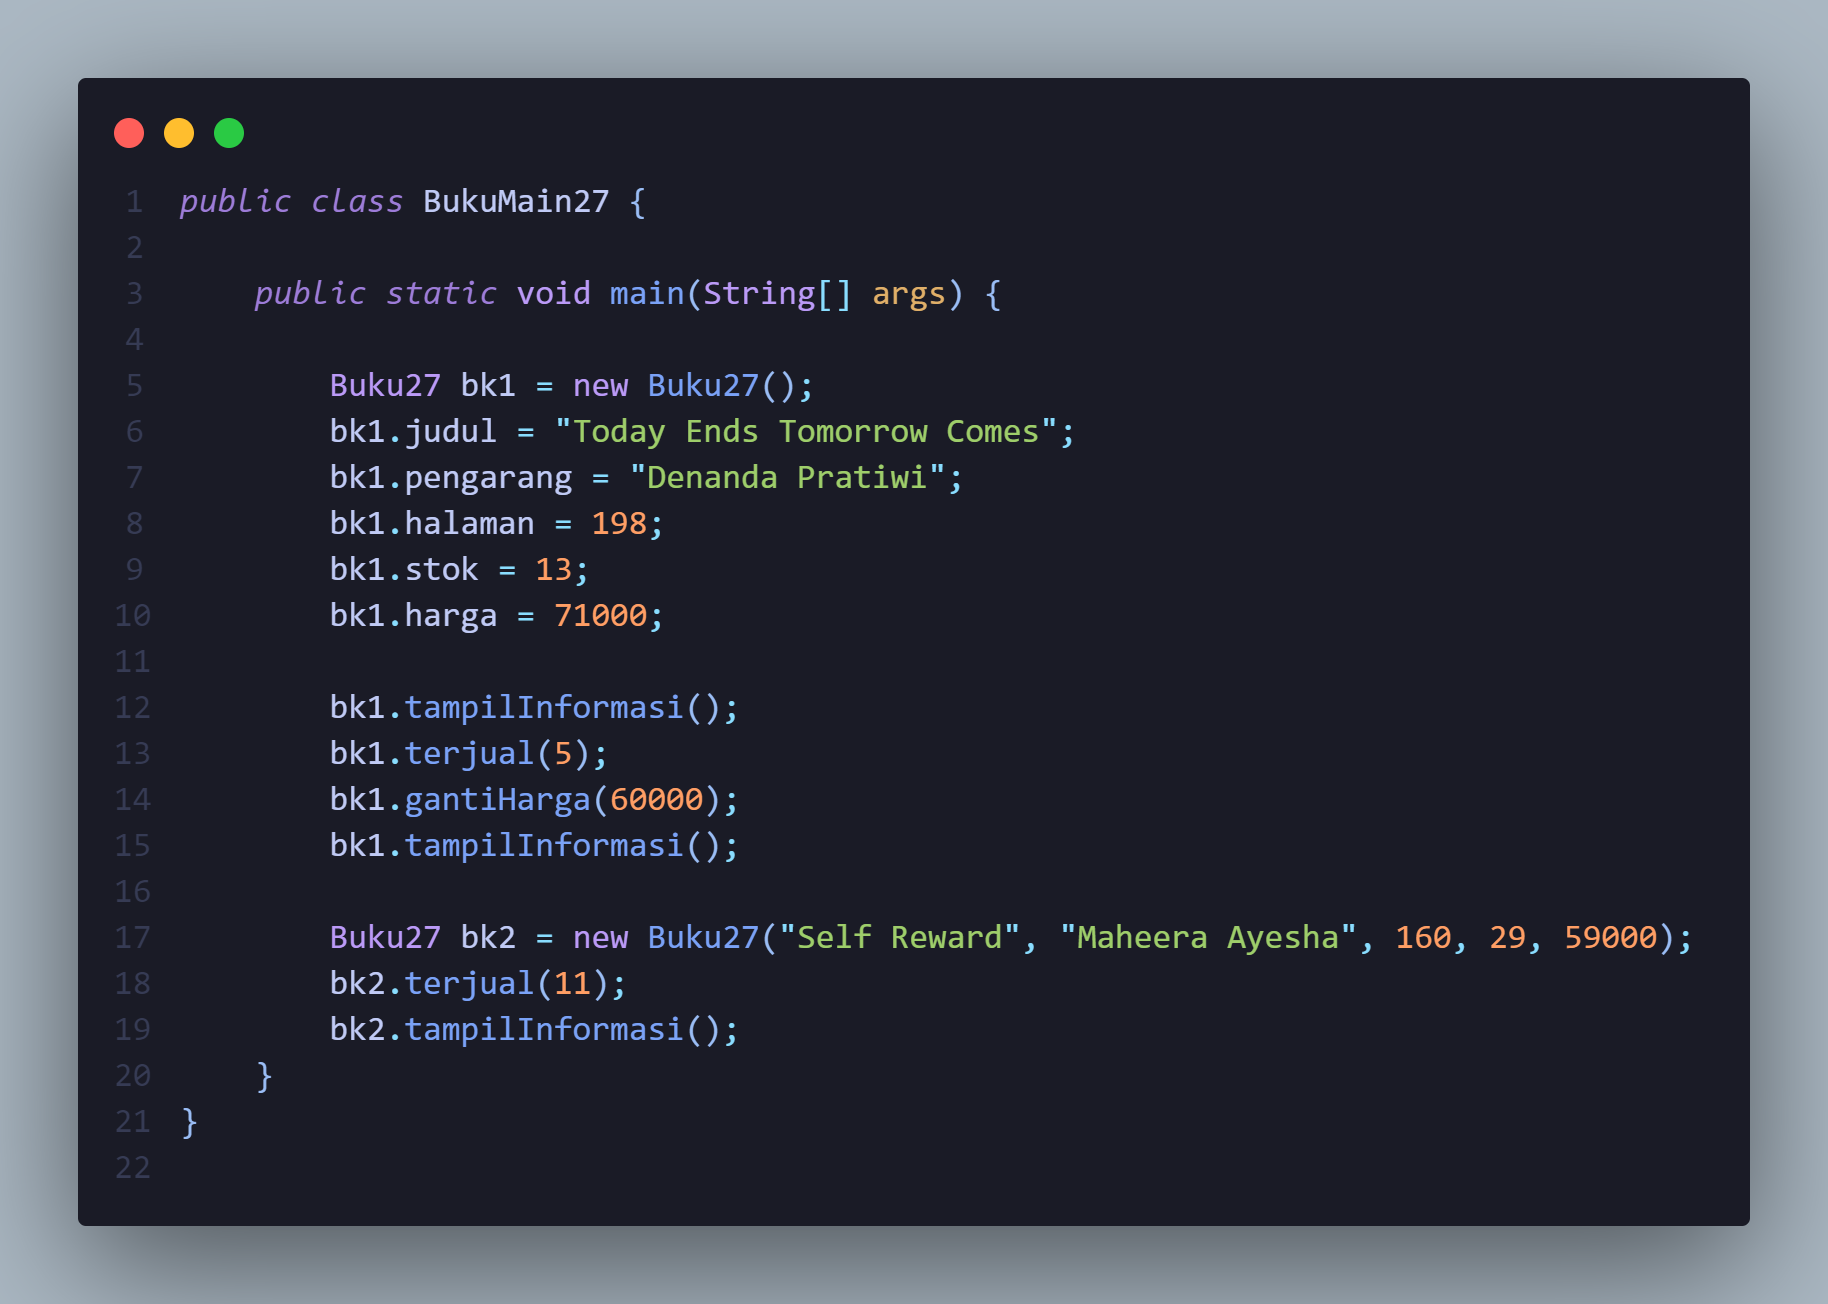 1 public class BukuMain27 {
2
3     public static void main(String[] args) {
4
5         Buku27 bk1 = new Buku27();
6         bk1.judul = "Today Ends Tomorrow Comes";
7         bk1.pengarang = "Denanda Pratiwi";
8         bk1.halaman = 198;
9         bk1.stok = 13;
10         bk1.harga = 71000;
11
12         bk1.tampilInformasi();
13         bk1.terjual(5);
14         bk1.gantiHarga(60000);
15         bk1.tampilInformasi();
16
17         Buku27 bk2 = new Buku27("Self Reward", "Maheera Ayesha", 160, 29, 59000);
18         bk2.terjual(11);
19         bk2.tampilInformasi();
20     }
21 }
22